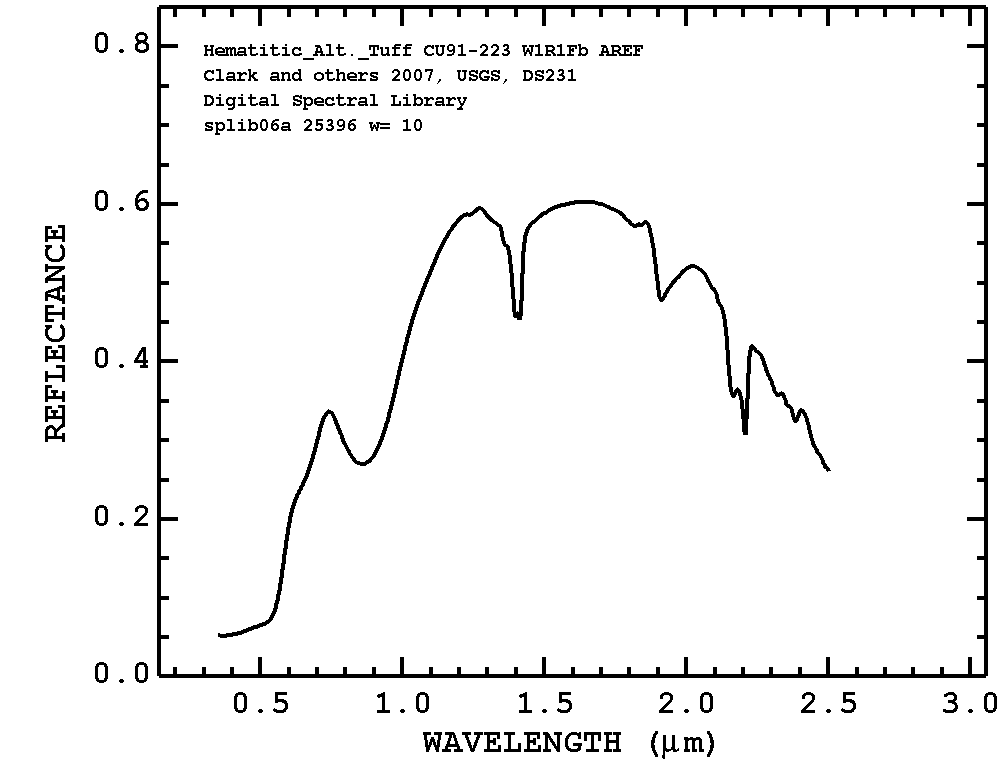 Hematitic_Alt._Tuff CU91-223 W1R1Fb AREF
Clark and others 2007, USGS, DS231
Digital Spectral Library
splib06a 25396 w= 10
REFLECTANCE
0.8
0.6
0.4
0.2
0.0
0.5 1.0 1.5 2.0 2.5 3.0
WAVELENGTH (μm)